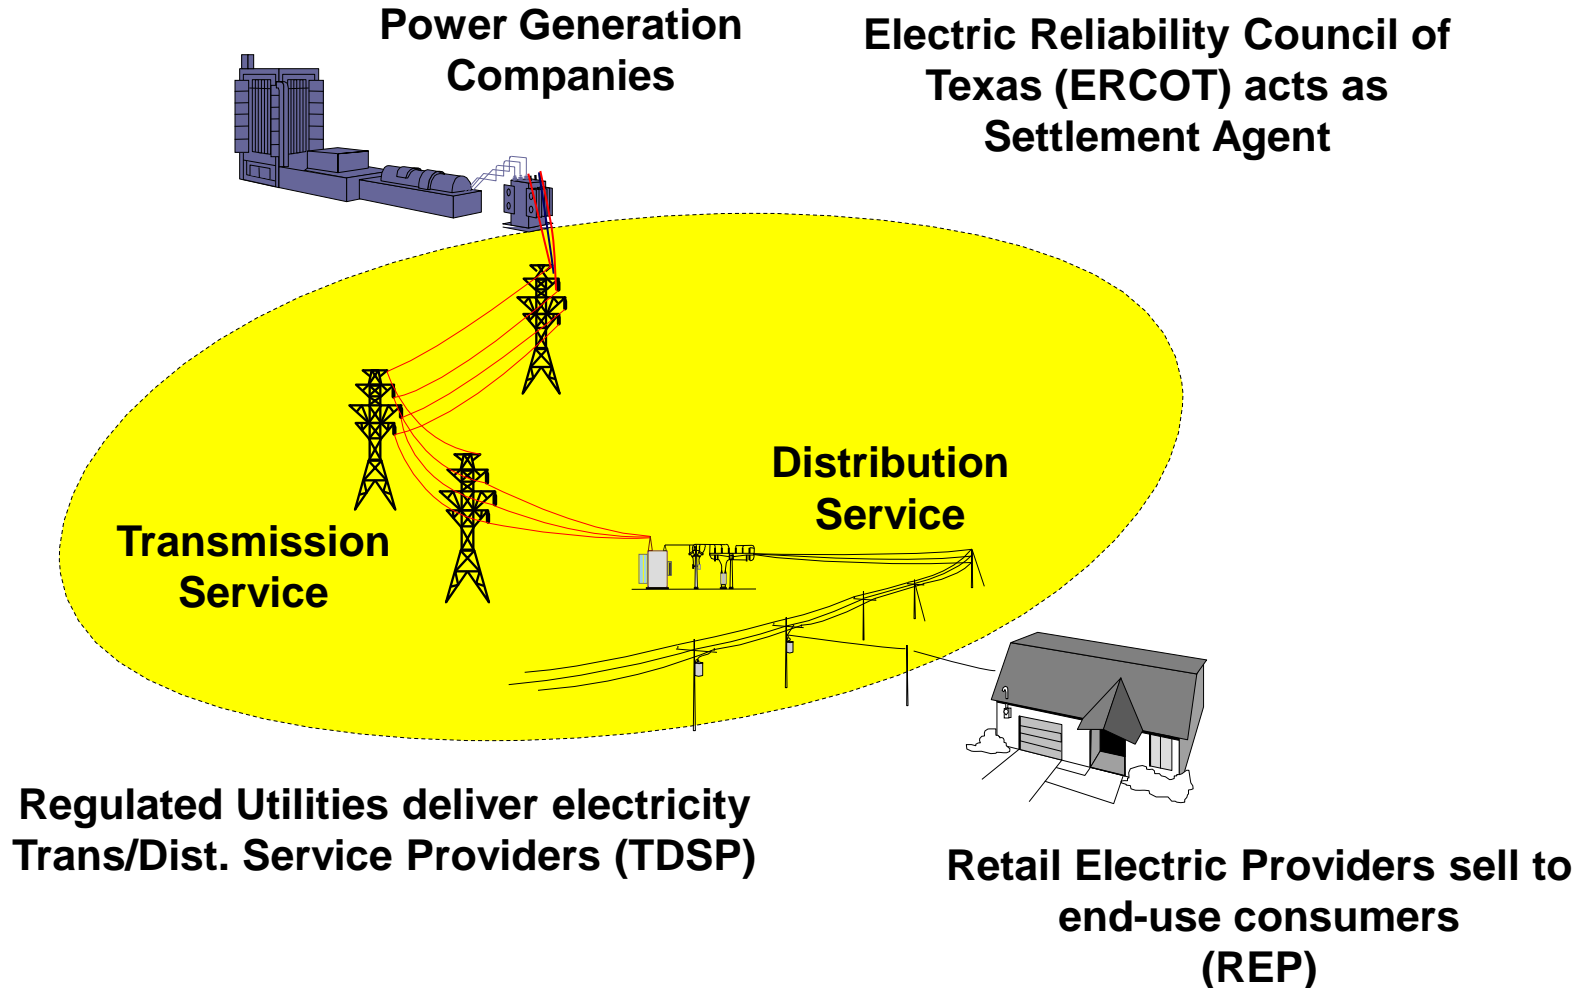 Power Generation
Companies
Electric Reliability Council of
Texas (ERCOT) acts as
Settlement Agent
Distribution
Service
Transmission
Service
Regulated Utilities deliver electricity
Trans/Dist. Service Providers (TDSP)
Retail Electric Providers sell to
end-use consumers
(REP)